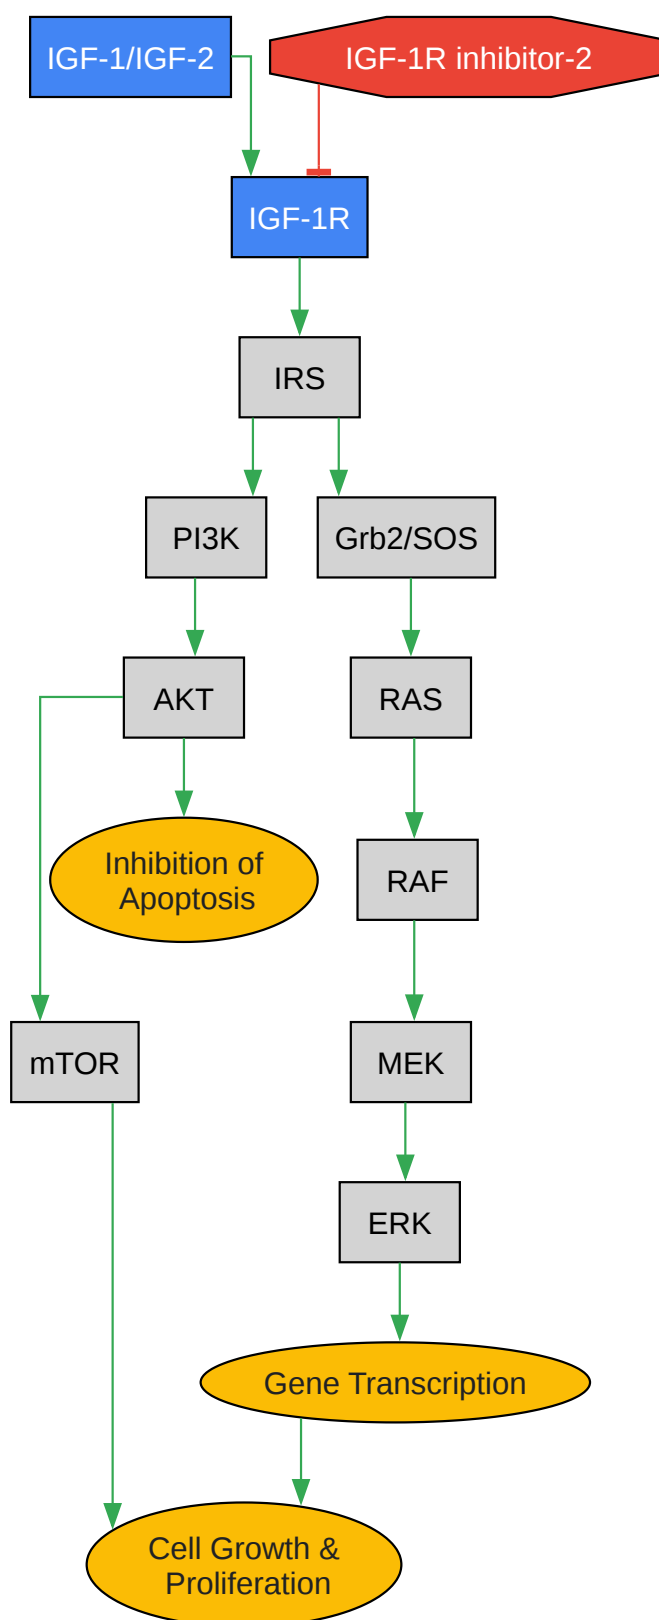 IGF-1/IGF-2
IGF-1R inhibitor-2
IGF-1R
IRS
PI3K
Grb2/SOS
AKT
RAS
Inhibition of
Apoptosis
RAF
mTOR
MEK
ERK
Gene Transcription
Cell Growth &
Proliferation